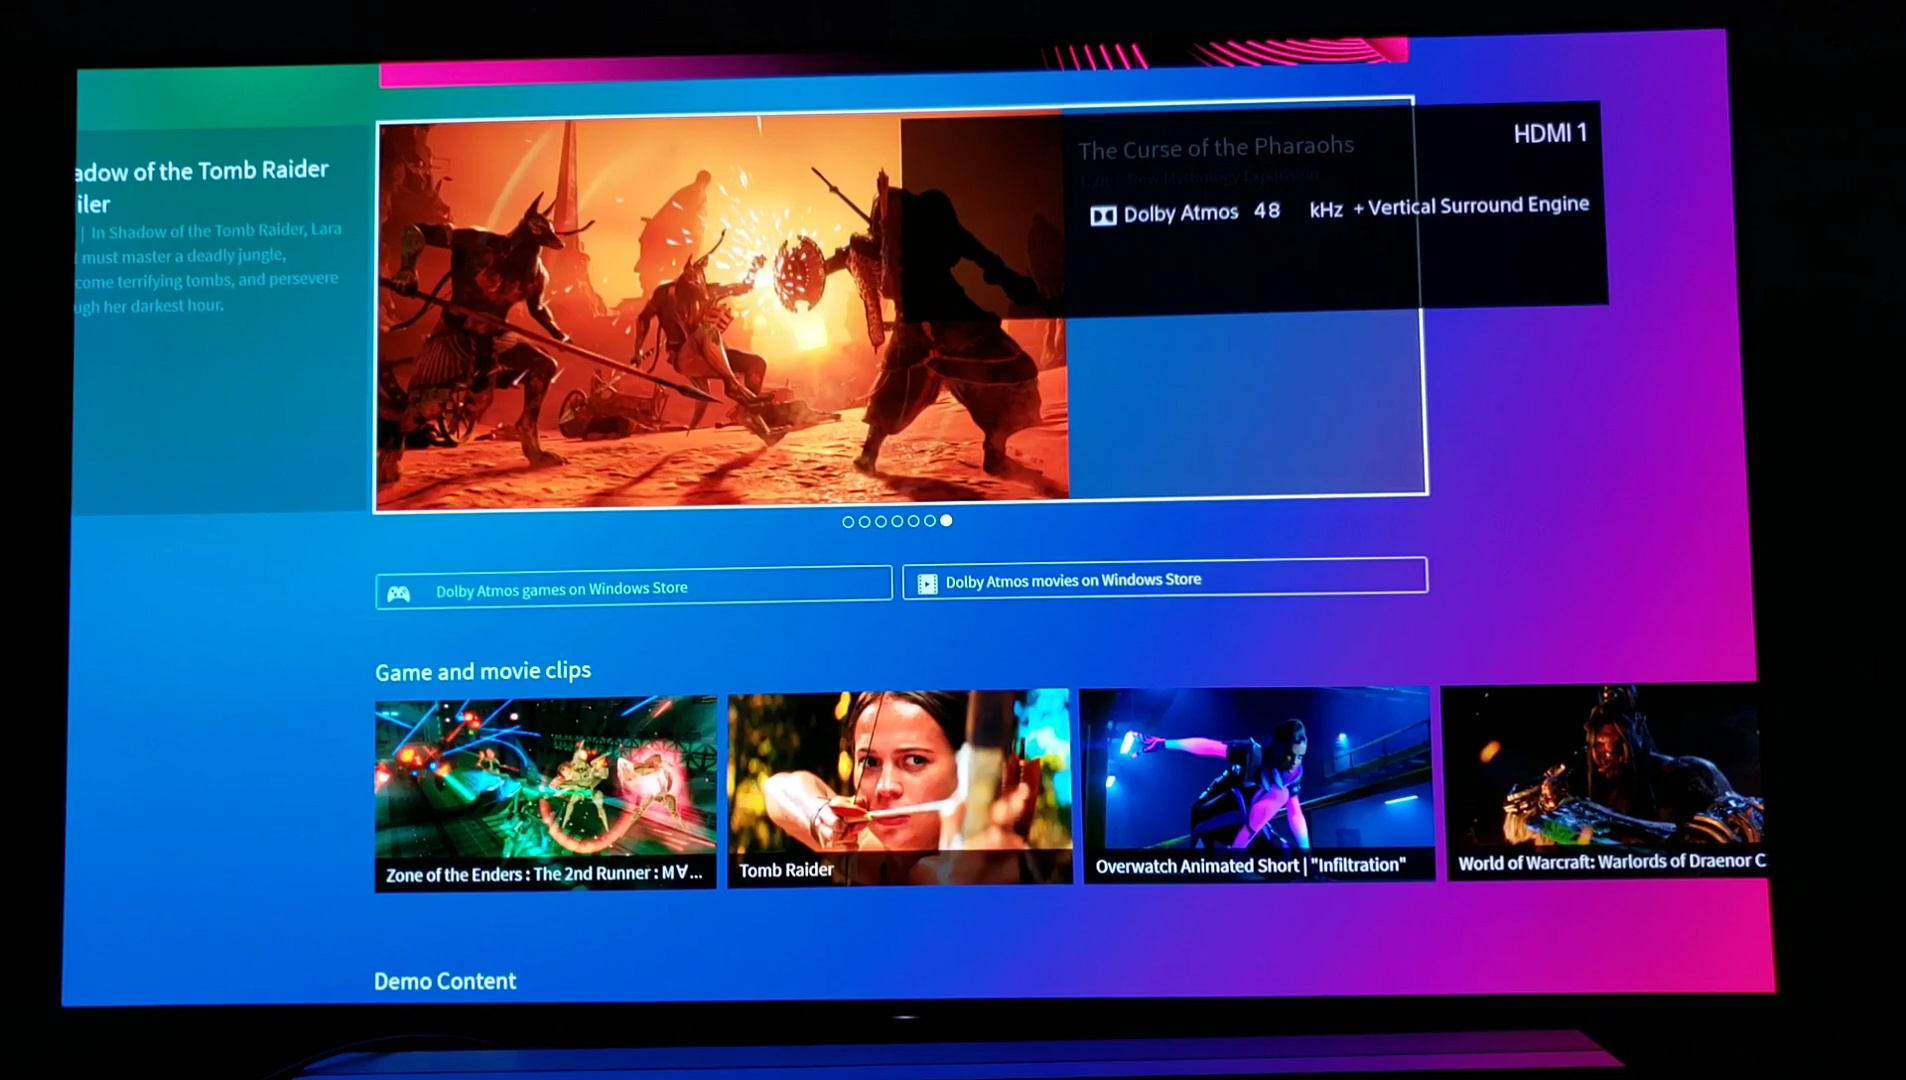 adow of the Tomb Raider
iler
| In Shadow of the Tomb Raider, Lara
must master a deadly jungle,
come terrifying tombs, and persevere
ugh her darkest hour.
The Curse of the Pharaohs
New Mythology Expansion
HDMI 1
Dolby Atmos 48 kHz + Vertical Surround Engine
Dolby Atmos games on Windows Store
Dolby Atmos movies on Windows Store
Game and movie clips
Zone of the Enders : The 2nd Runner : M∀...
Tomb Raider
Overwatch Animated Short | "Infiltration"
World of Warcraft: Warlords of Draenor C
Demo Content